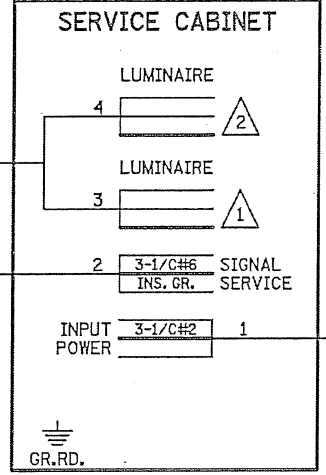 SERVICE CABINET
LUMINAIRE
4
2
LUMINAIRE
3
1
2 3-1/C#6 SIGNAL
INS. GR. SERVICE
INPUT 3-1/C#2 1
POWER
GR.RD.